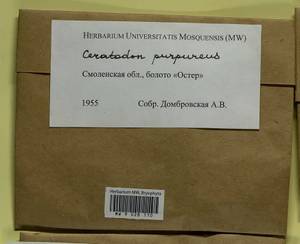 HERBARIUM UNIVERSITATIS MOSQUENSIS (MW)
Ceratodon purpureus
Смоленская обл., болото «Остер»
1955 Собр. Домбровская А.В.
Herbarium MW, Bryophyta